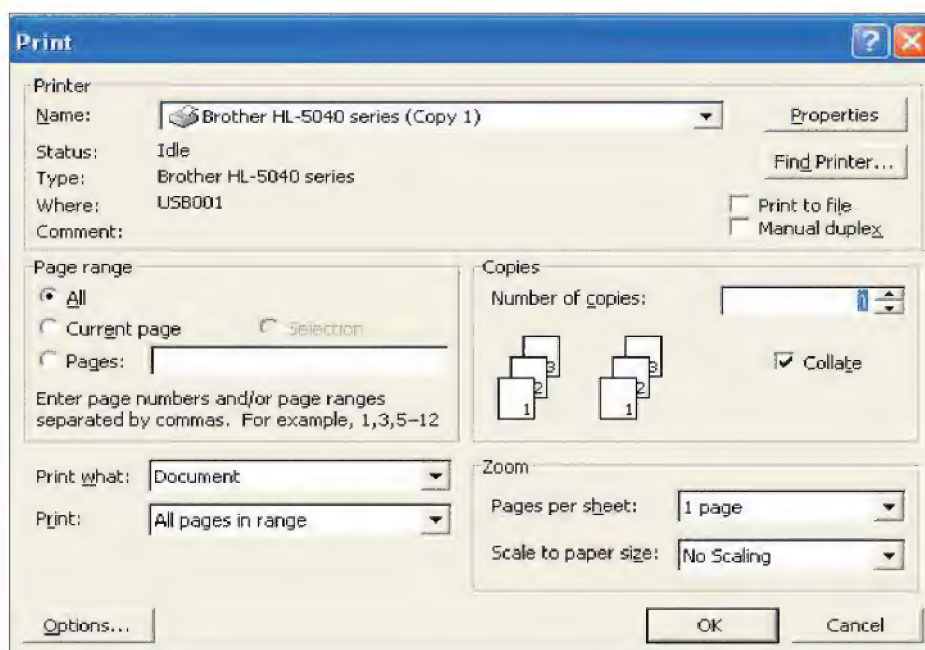 Print
Printer
Name: Brother HL-5040 series (Copy 1) Properties
Status: Idle
Find Printer...
Type: Brother HL-5040 series
Where: USB001
Print to file
Comment:
Manual duplex
Page range
All
Current page Selection
Pages:
Enter page numbers and/or page ranges
separated by commas. For example, 1,3,5–12
Copies
Number of copies: 1
3 3
2 2
1 1
Collate
Print what: Document
Print: All pages in range
Zoom
Pages per sheet: 1 page
Scale to paper size: No Scaling
Options... OK Cancel